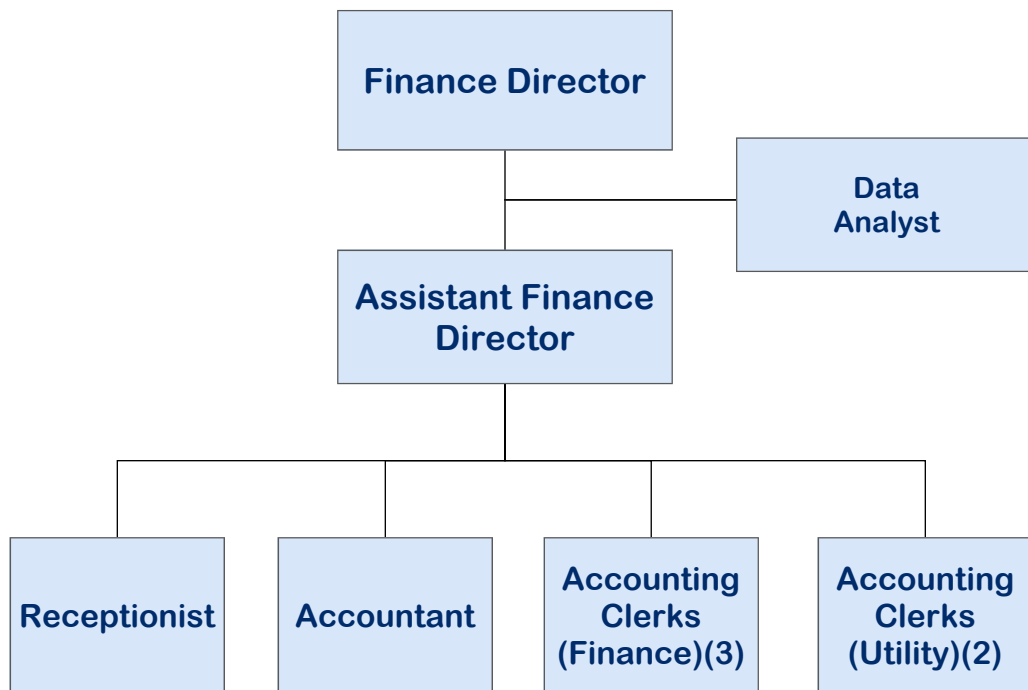 Finance Director
Data
Analyst
Assistant Finance
Director
Receptionist
Accountant
Accounting
Clerks
(Finance)(3)
Accounting
Clerks
(Utility)(2)